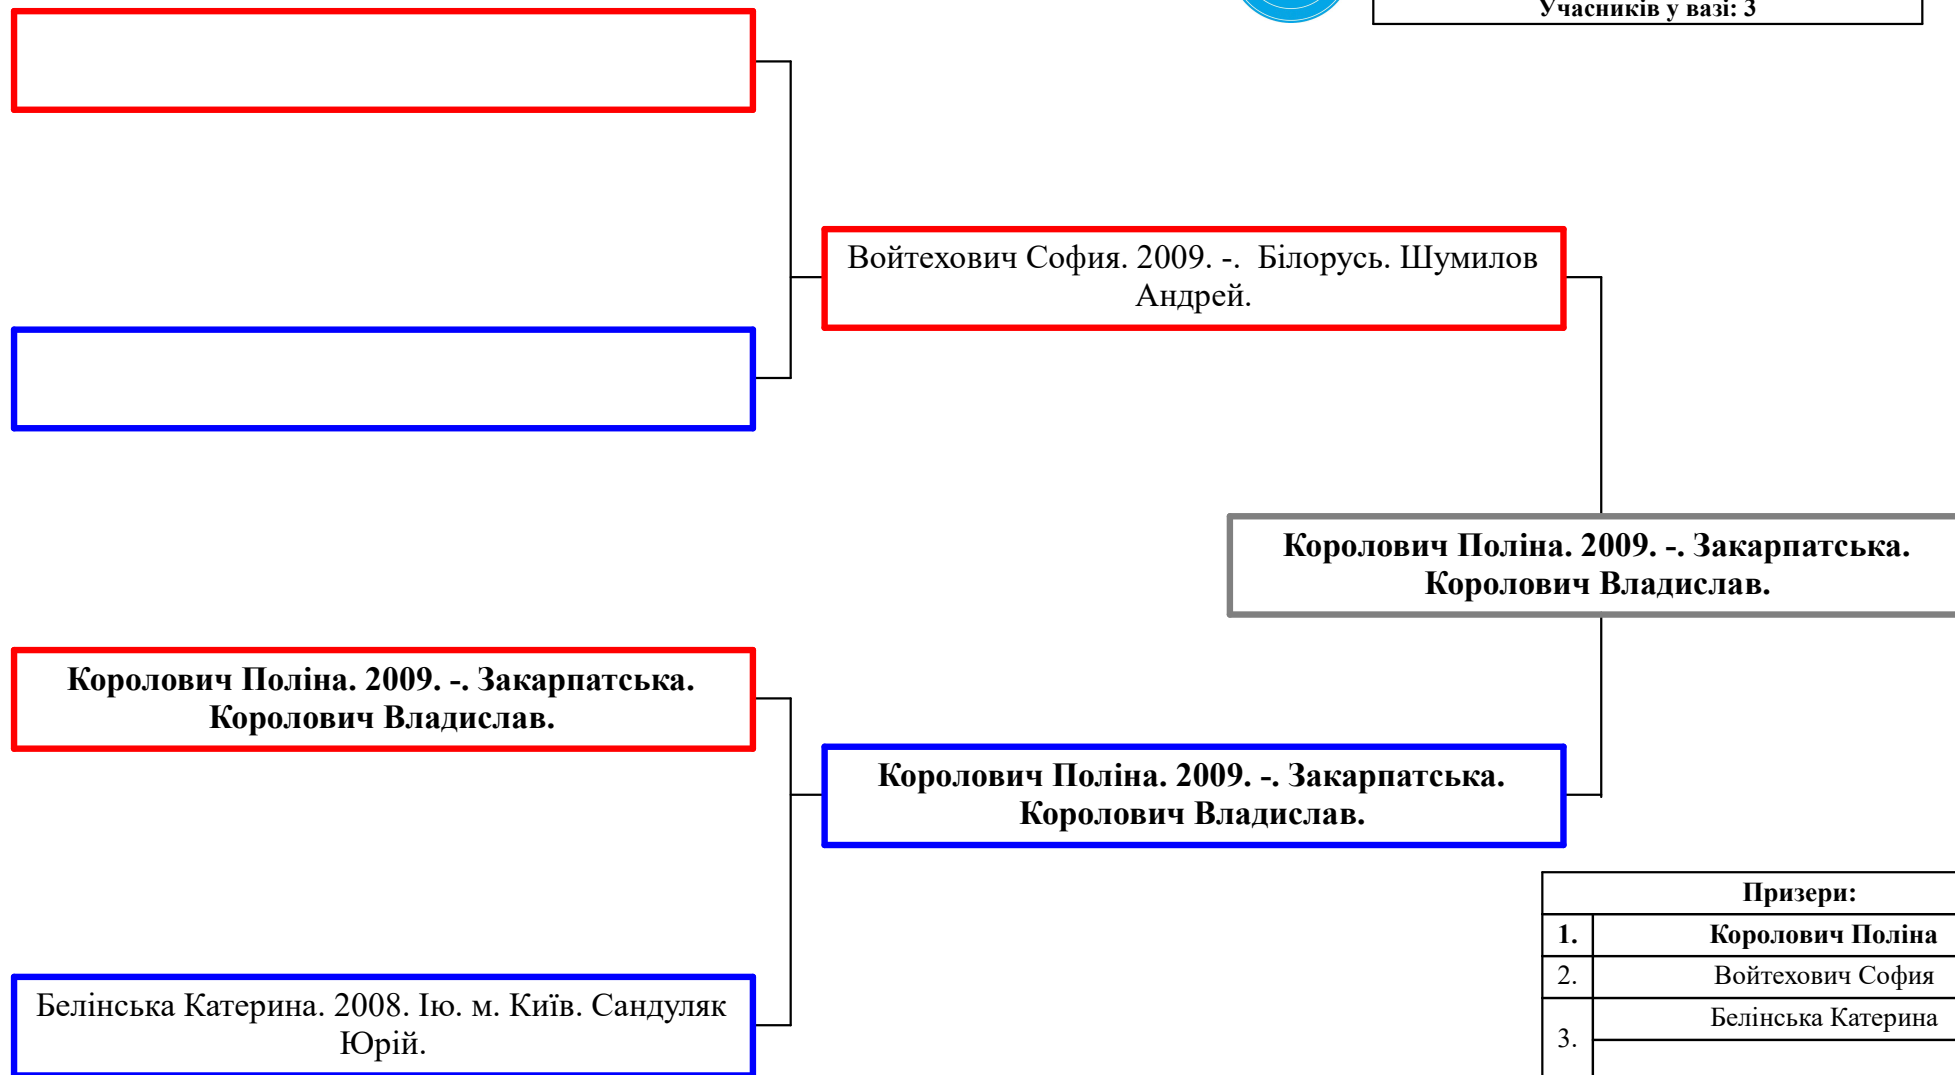 Учасників у вазі: 3
Войтехович София. 2009. -. Білорусь. Шумилов
Андрей.
Королович Поліна. 2009. -. Закарпатська.
Королович Владислав.
Королович Поліна. 2009. -. Закарпатська.
Королович Владислав.
Королович Поліна. 2009. -. Закарпатська.
Королович Владислав.
Белінська Катерина. 2008. Ію. м. Київ. Сандуляк
Юрій.
Призери:
1. Королович Поліна
2. Войтехович София
Белінська Катерина
3.